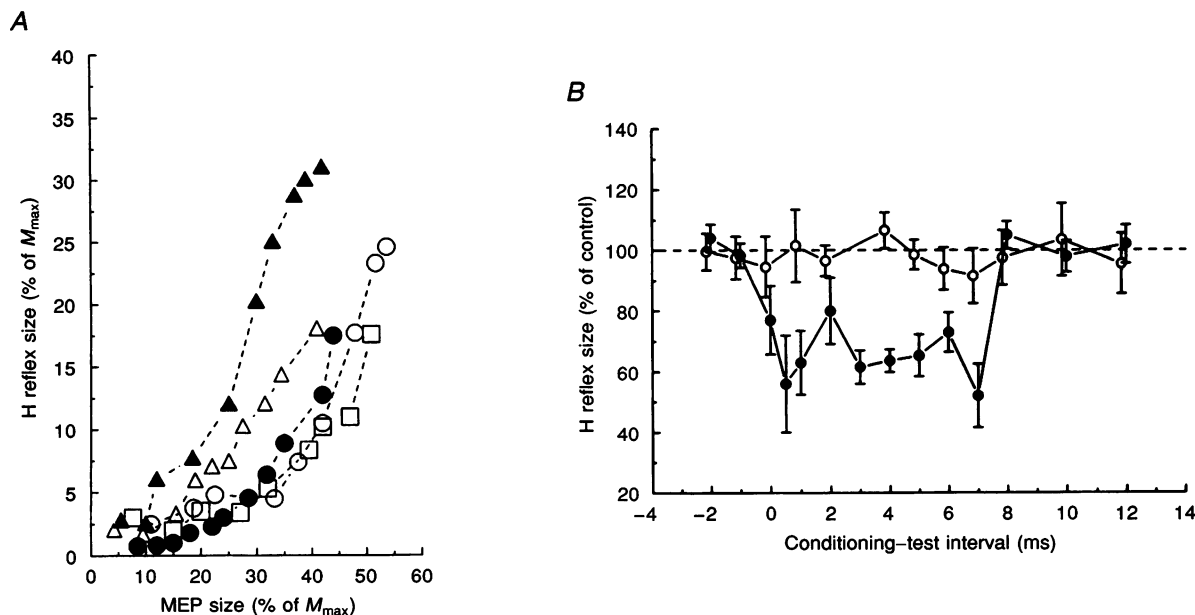 A
40
35
30
25
20
15
10
5
0
H reflex size (% of Mmax)
0 10 20 30 40 50 60
MEP size (% of Mmax)
B
140
120
100
80
60
40
20
H reflex size (% of control)
−4 −2 0 2 4 6 8 10 12 14
Conditioning–test interval (ms)